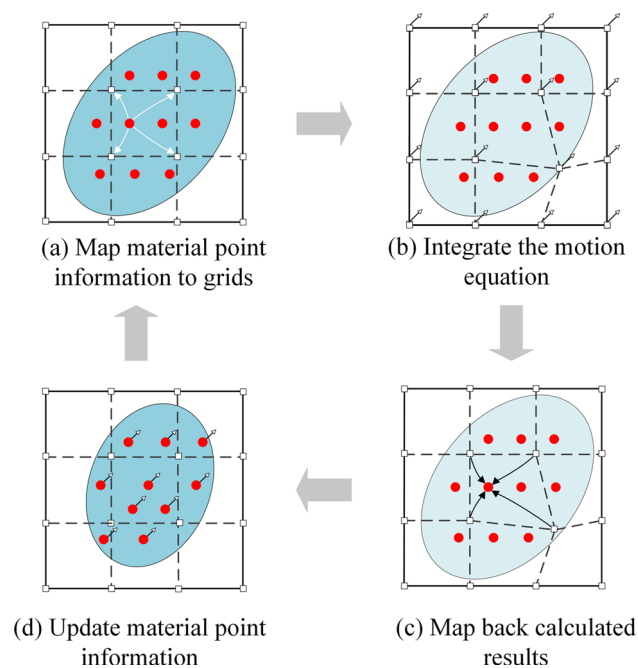 (a) Map material point
information to grids
(b) Integrate the motion
equation
(d) Update material point
information
(c) Map back calculated
results